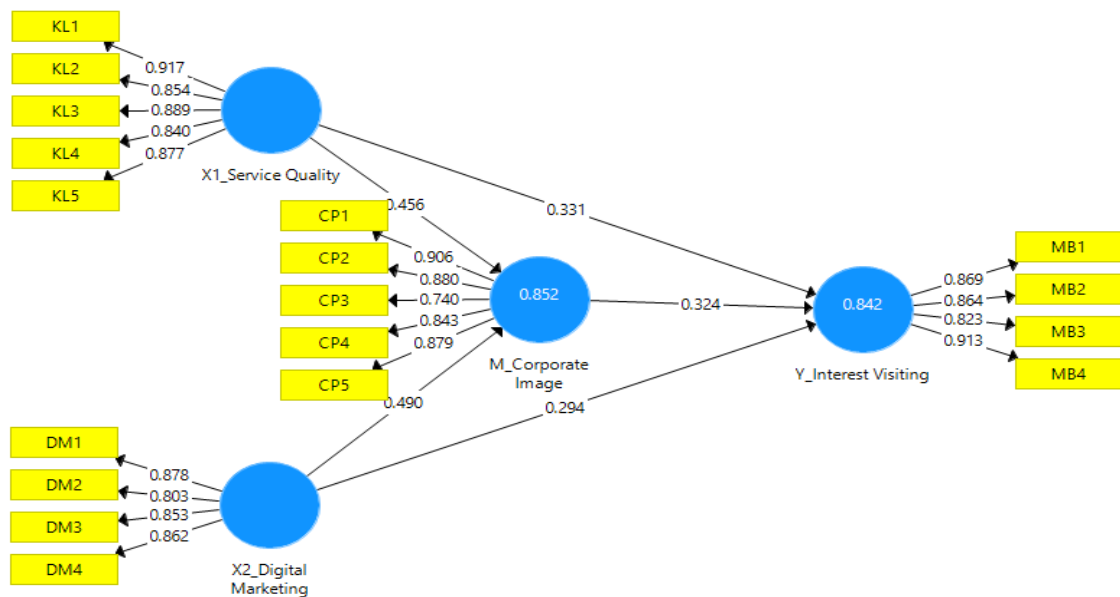 KL1
KL2
KL3
KL4
KL5
0.917
0.854
0.889
0.840
0.877
X1_Service Quality
0.456
0.331
CP1
CP2
CP3
CP4
CP5
0.906
0.880
0.740
0.843
0.879
0.852
M_Corporate
Image
0.324
0.490
0.294
0.842
Y_Interest Visiting
0.869
0.864
0.823
0.913
MB1
MB2
MB3
MB4
DM1
DM2
DM3
DM4
0.878
0.803
0.853
0.862
X2_Digital
Marketing